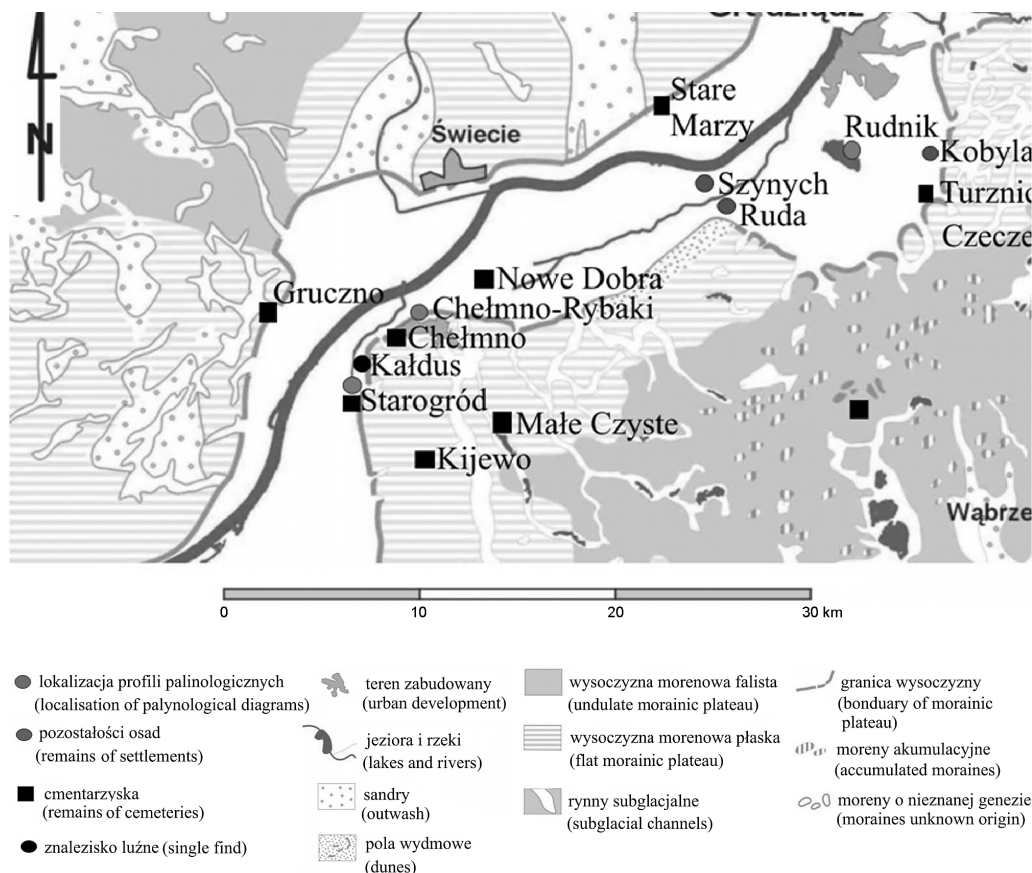 N
Świecie
Stare
Marzy
Rudnik
Kobyla
Szynych
Ruda
Turznic
Czecze
Nowe Dobra
Gruczno
Chełmno-Rybaki
Chełmno
Kałdus
Starogród
Małe Czyste
Kijewo
Wąbrze
0 10 20 30 km
lokalizacja profili palinologicznych
(localisation of palynological diagrams)
pozostałości osad
(remains of settlements)
cmentarzyska
(remains of cemeteries)
znalezisko luźne (single find)
teren zabudowany
(urban development)
jeziora i rzeki
(lakes and rivers)
sandry
(outwash)
pola wydmowe
(dunes)
wysoczyzna morenowa falista
(undulate morainic plateau)
wysoczyzna morenowa płaska
(flat morainic plateau)
rynny subglacjalne
(subglacial channels)
granica wysoczyzny
(bonduary of morainic
plateau)
moreny akumulacyjne
(accumulated moraines)
moreny o nieznanej genezie
(moraines unknown origin)